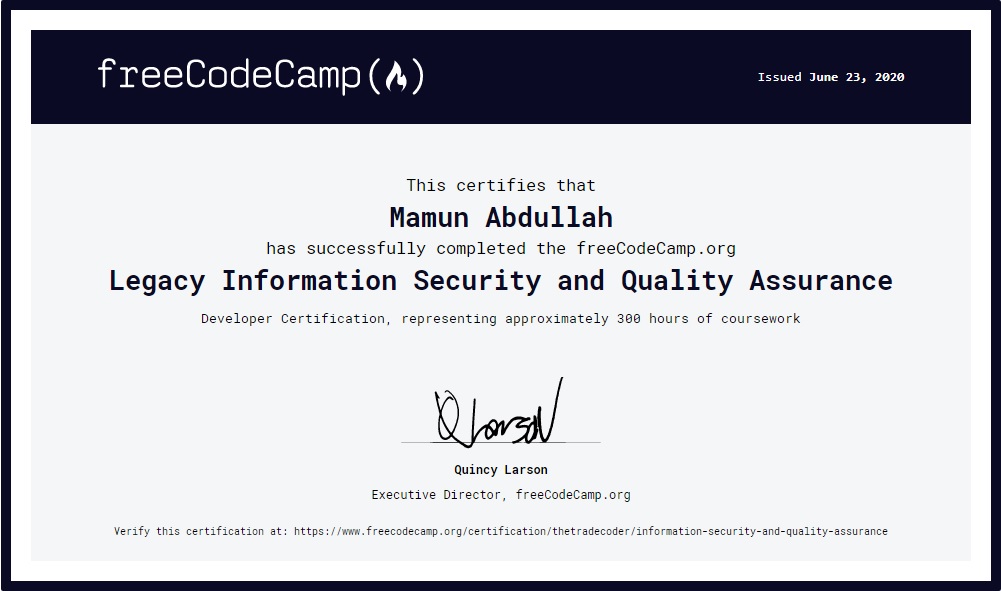 freeCodeCamp(🔥)
Issued June 23, 2020
This certifies that
Mamun Abdullah
has successfully completed the freeCodeCamp.org
Legacy Information Security and Quality Assurance
Developer Certification, representing approximately 300 hours of coursework
Q Larson
Quincy Larson
Executive Director, freeCodeCamp.org
Verify this certification at: https://www.freecodecamp.org/certification/thetradecoder/information-security-and-quality-assurance